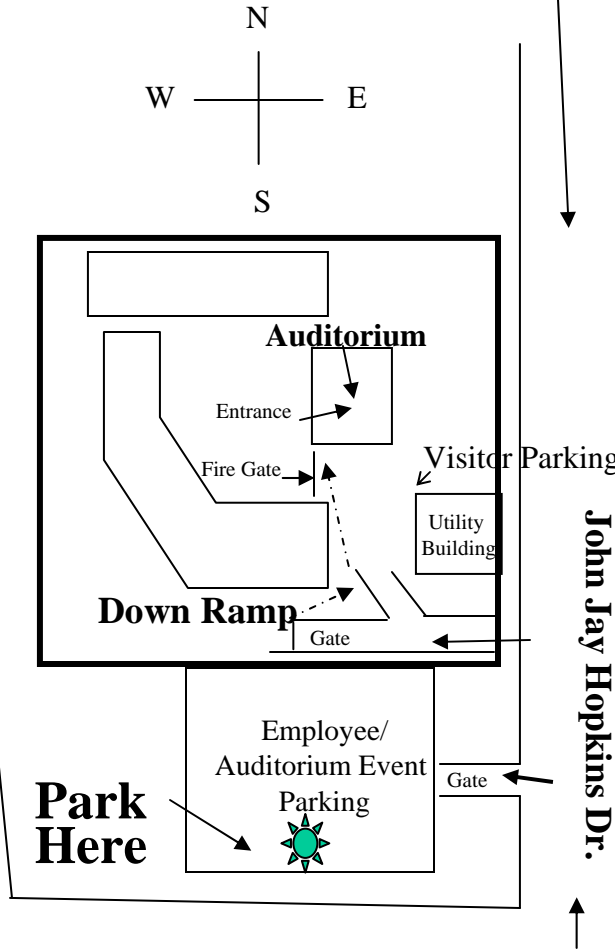 N
W
E
S
Auditorium
Entrance
Fire Gate
Visitor Parking
Utility
Building
Down Ramp
Gate
John Jay Hopkins Dr.
Employee/
Auditorium Event
Parking
Gate
Park
Here